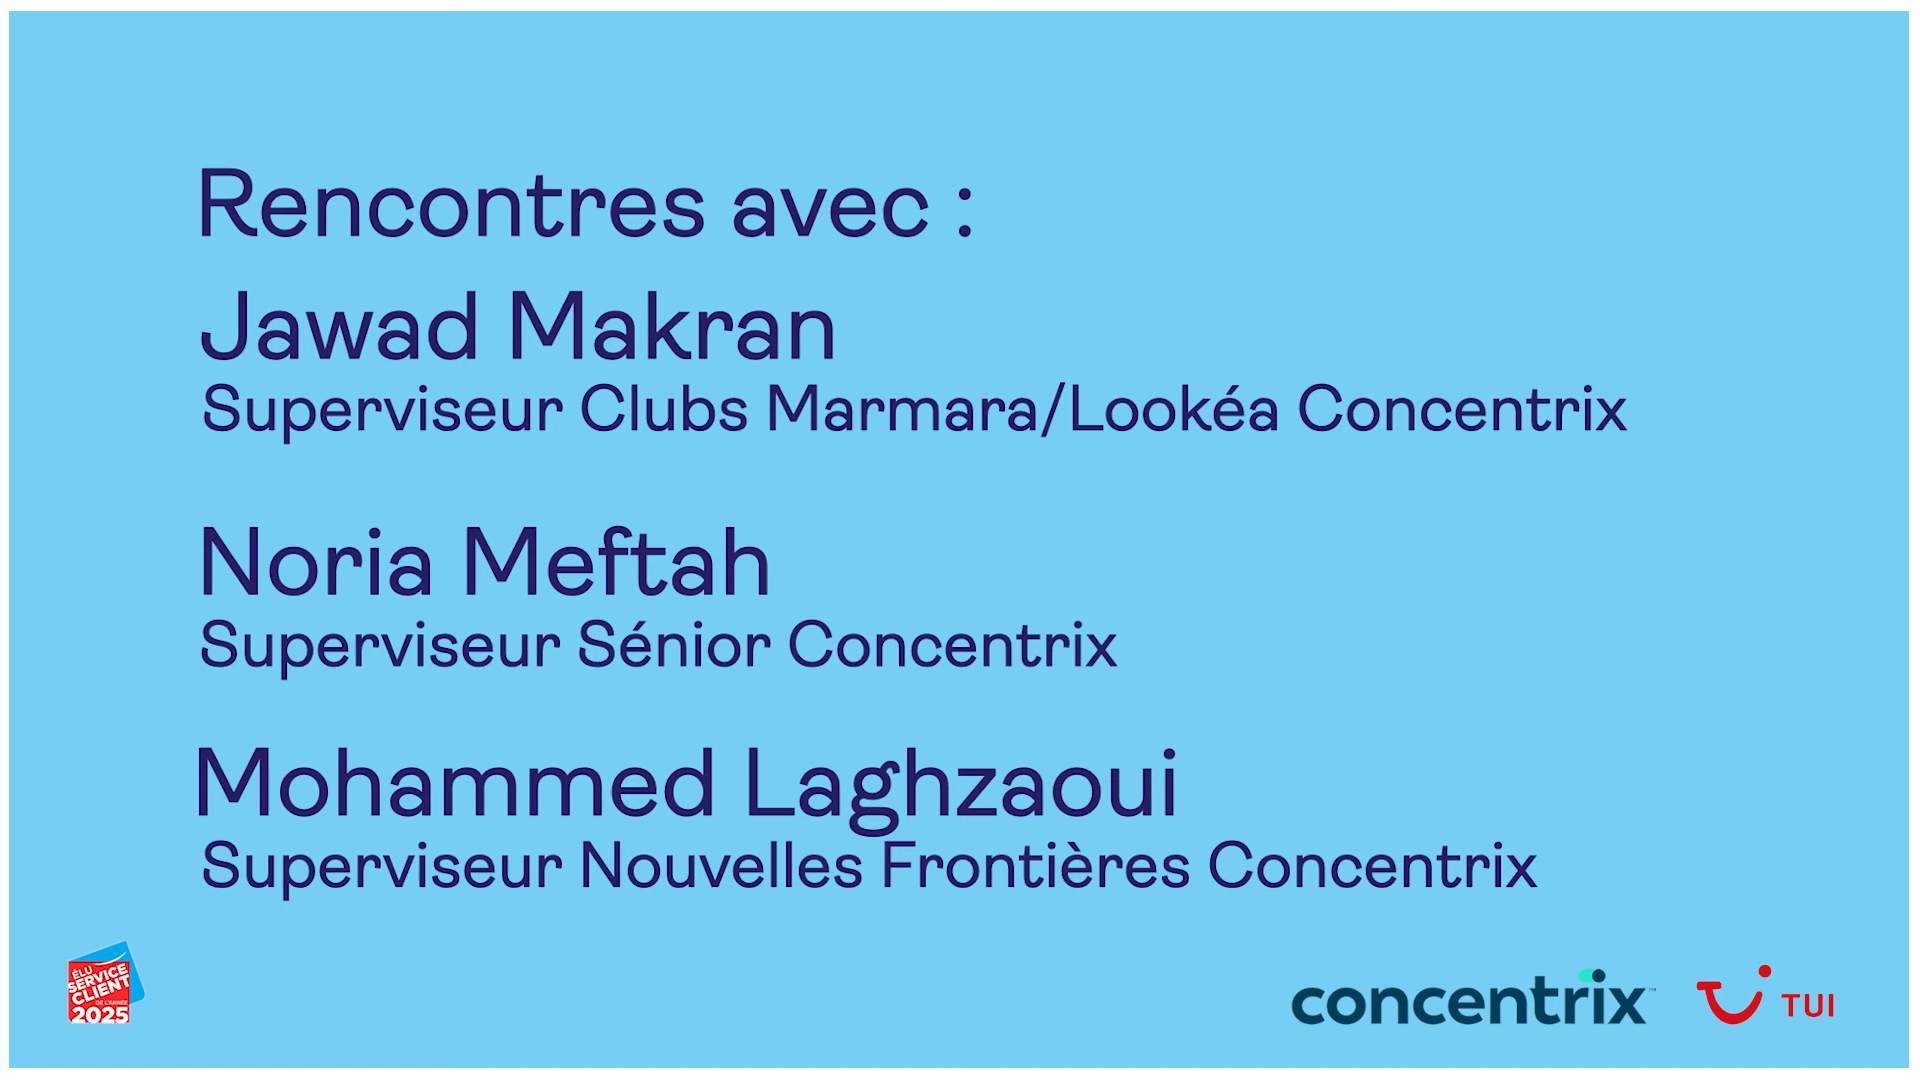 Rencontres avec :
Jawad Makran
Superviseur Clubs Marmara/Lookéa Concentrix
Noria Meftah
Superviseur Sénior Concentrix
Mohammed Laghzaoui
Superviseur Nouvelles Frontières Concentrix
ÉLU
SERVICE
CLIENT
DE L'ANNÉE
2025
concentrix™
TUI